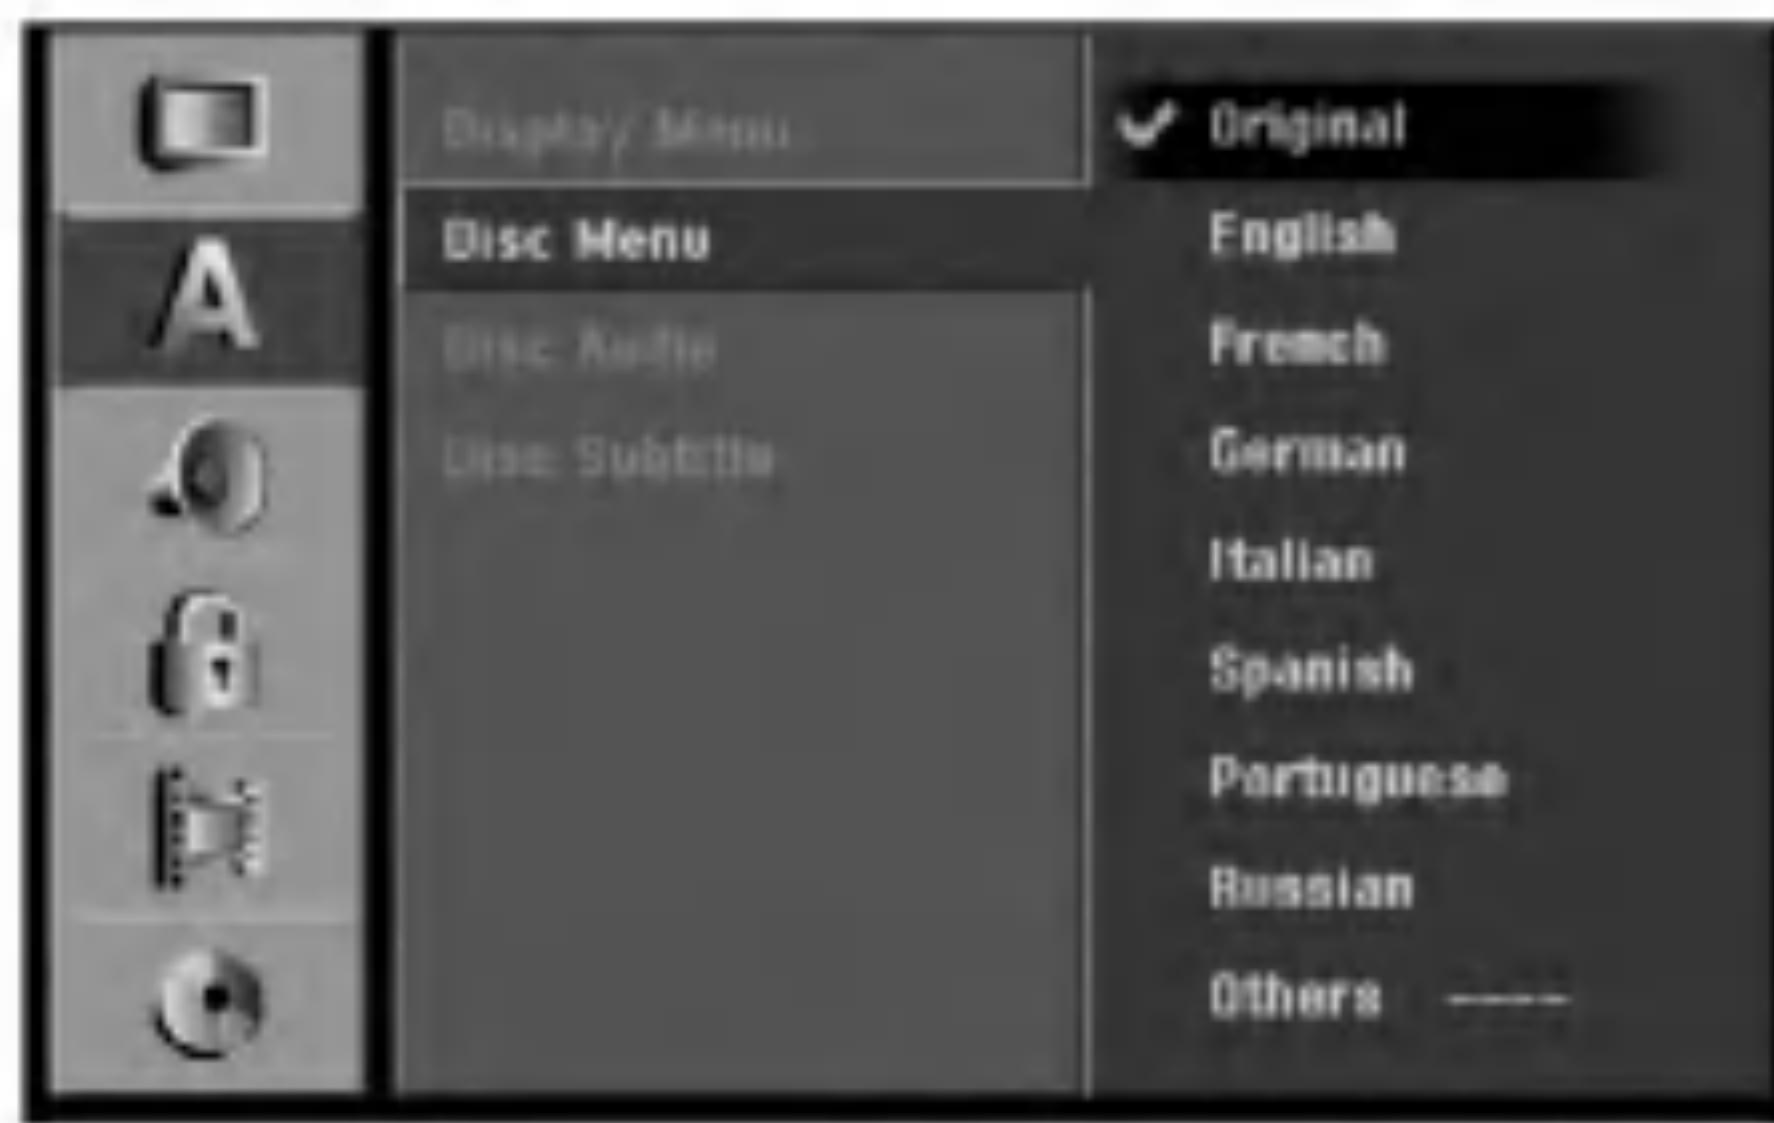 A
Display Menu
Disc Menu
Disc Audio
Disc Subtitle
Original
English
French
German
Italian
Spanish
Portuguese
Russian
Others ----